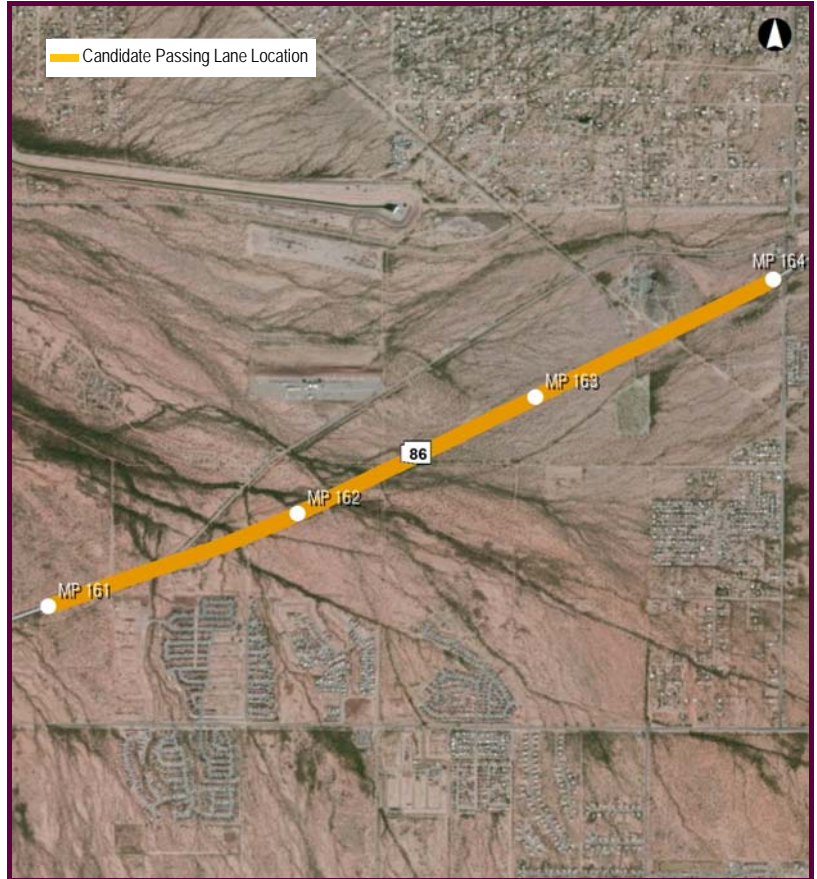 Candidate Passing Lane Location
MP 164
MP 163
86
MP 162
MP 161